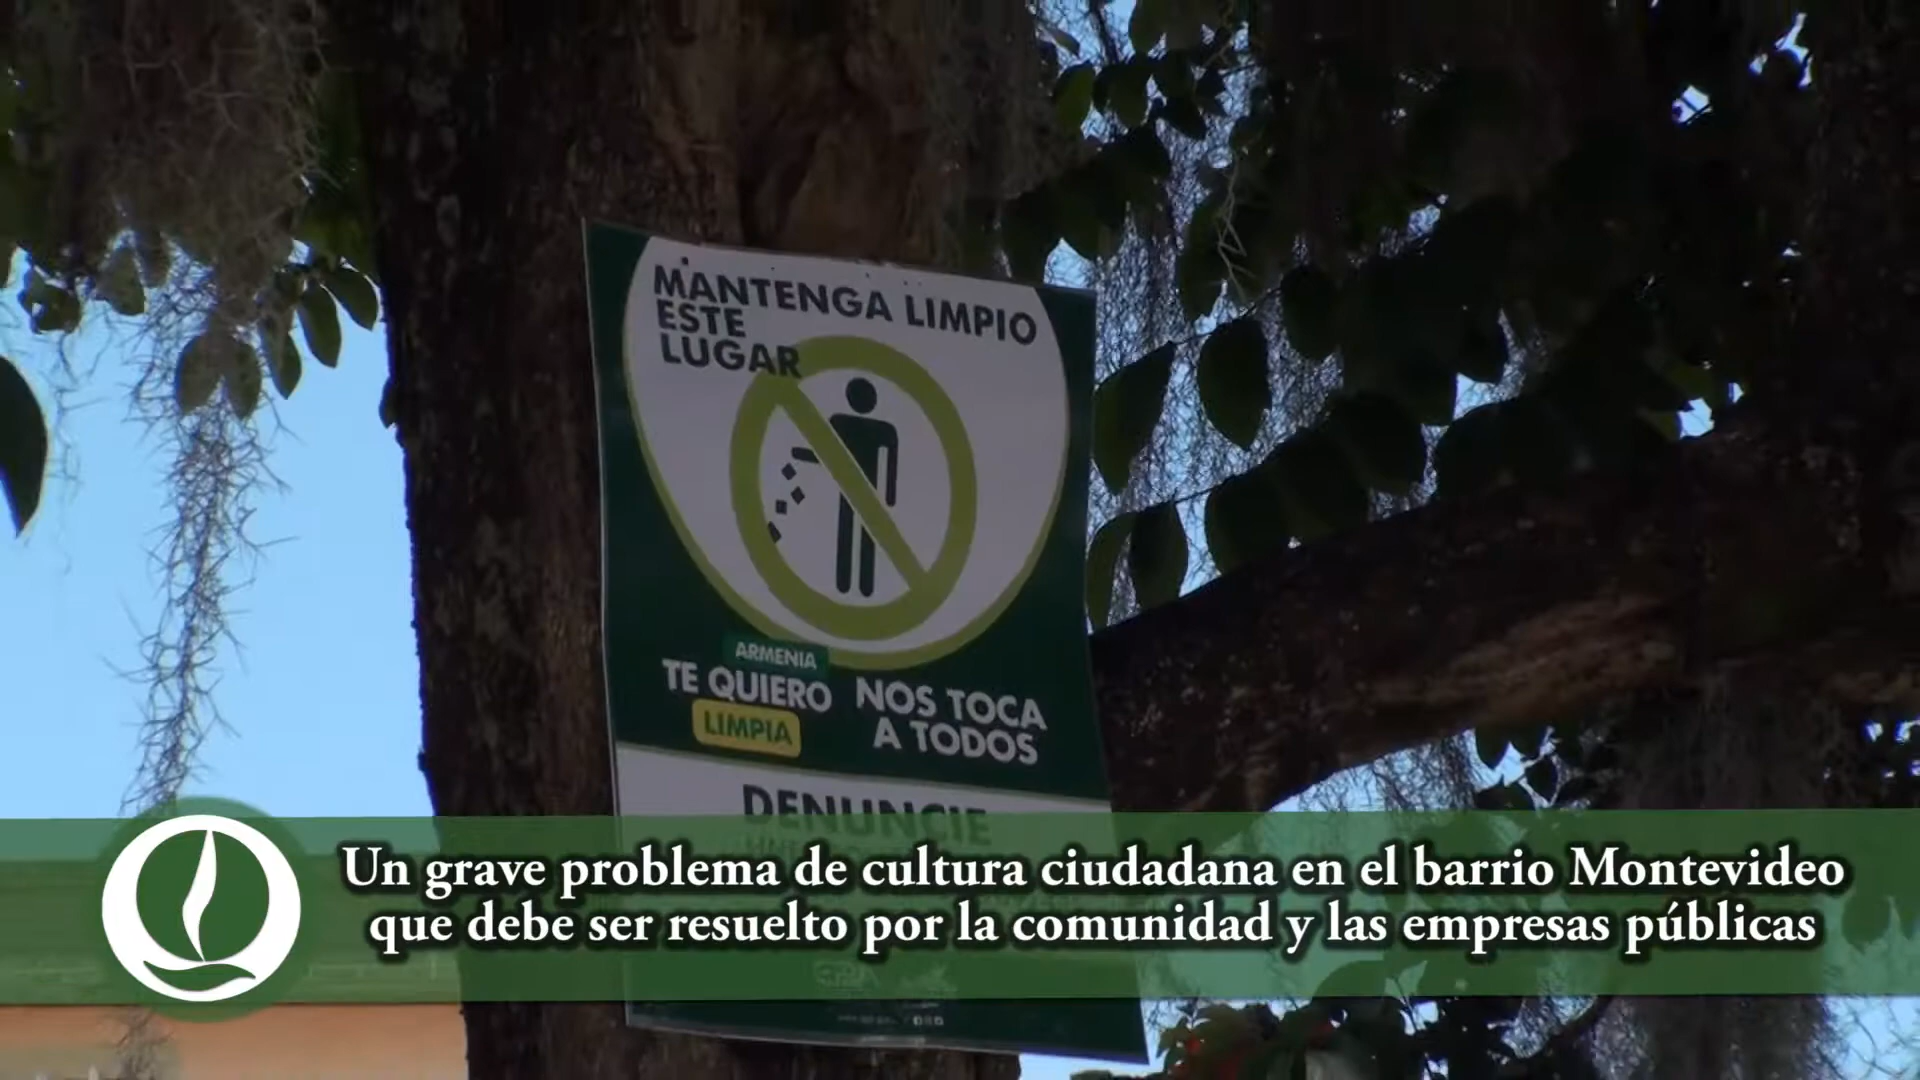 MANTENGA LIMPIO
ESTE
LUGAR
ARMENIA
TE QUIERO
LIMPIA
NOS TOCA
A TODOS
DENUNCIE
Un grave problema de cultura ciudadana en el barrio Montevideo
que debe ser resuelto por la comunidad y las empresas públicas